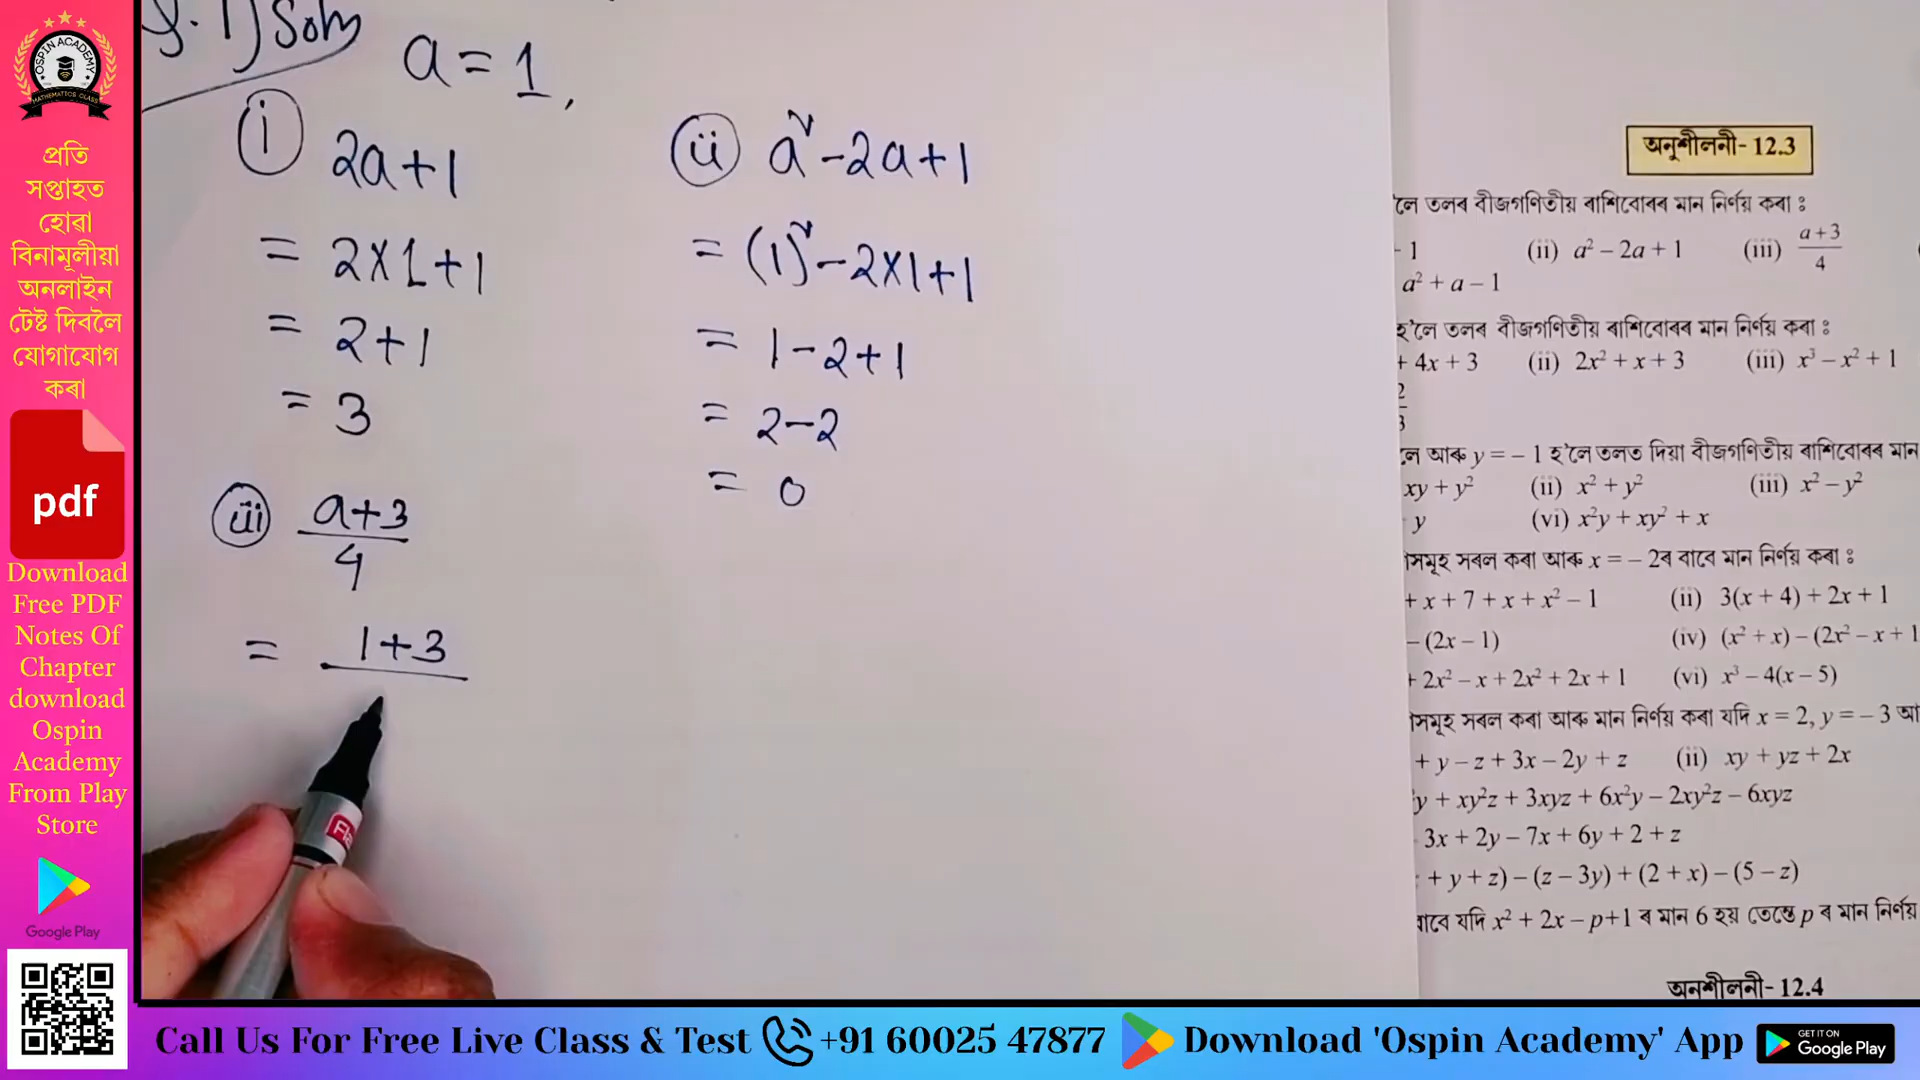 OSPIN ACADEMY
MATHEMATICS CLASS
প্ৰতি
সপ্তাহত
হোৱা
বিনামূলীয়া
অনলাইন
টেষ্ট দিবলৈ
যোগাযোগ
কৰা
pdf
Download
Free PDF
Notes Of
Chapter
download
Ospin
Academy
From Play
Store
Google Play
Q. 1) Soln
a = 1,
(i) 2a+1
= 2×1+1
= 2+1
= 3
(ii) a² - 2a + 1
= (1)² - 2×1+1
= 1-2+1
= 2-2
= 0
(iii) a+3
4
= 1+3
অনুশীলনী- 12.3
লৈ তলৰ বীজগণিতীয় ৰাশিবোৰৰ মান নিৰ্ণয় কৰা ঃ
1 (ii) a² – 2a + 1 (iii) a+3/4
a² + a – 1
হ'লে তলৰ বীজগণিতীয় ৰাশিবোৰৰ মান নিৰ্ণয় কৰা ঃ
+ 4x + 3 (ii) 2x² + x + 3 (iii) x³ – x² + 1
2/3
আৰু y = – 1 হ'লে তলত দিয়া বীজগণিতীয় ৰাশিবোৰৰ মান
xy + y² (ii) x² + y² (iii) x² – y²
y (vi) x²y + xy² + x
সমূহ সৰল কৰা আৰু x = – 2ৰ বাবে মান নিৰ্ণয় কৰা ঃ
+ x + 7 + x + x² – 1 (ii) 3(x + 4) + 2x + 1
– (2x – 1) (iv) (x² + x) – (2x² – x + 1
+ 2x² – x + 2x² + 2x + 1 (vi) x³ – 4(x – 5)
সমূহ সৰল কৰা আৰু মান নিৰ্ণয় কৰা যদি x = 2, y = – 3 আ
+ y – z + 3x – 2y + z (ii) xy + yz + 2x
y + xy²z + 3xyz + 6x²y – 2xy²z – 6xyz
3x + 2y – 7x + 6y + 2 + z
+ y + z) – (z – 3y) + (2 + x) – (5 – z)
বাবে যদি x² + 2x – p+1 ৰ মান 6 হয় তেন্তে p ৰ মান নিৰ্ণয়
অনুশীলনী- 12.4
Call Us For Free Live Class & Test +91 60025 47877 Download 'Ospin Academy' App GET IT ON Google Play